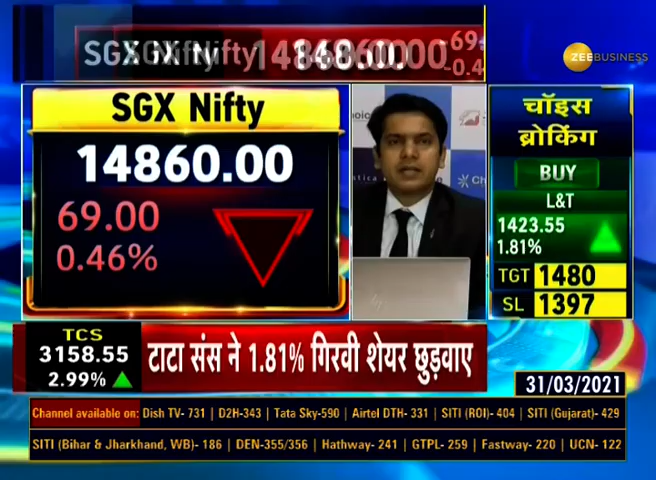 SGX Nifty
ZEE BUSINESS
SGX Nifty
14860.00
69.00
0.46%
चॉइस
ब्रोकिंग
BUY
L&T
1423.55
1.81%
TGT 1480
SL 1397
TCS
3158.55
2.99%
टाटा संस ने 1.81% गिरवी शेयर छुड़वाए
31/03/2021
Channel available on: Dish TV- 731 | D2H-343 | Tata Sky-590 | Airtel DTH- 331 | SITI (ROI)- 404 | SITI (Gujarat)- 429
SITI (Bihar & Jharkhand, WB)- 186 | DEN-355/356 | Hathway- 241 | GTPL- 259 | Fastway- 220 | UCN- 122